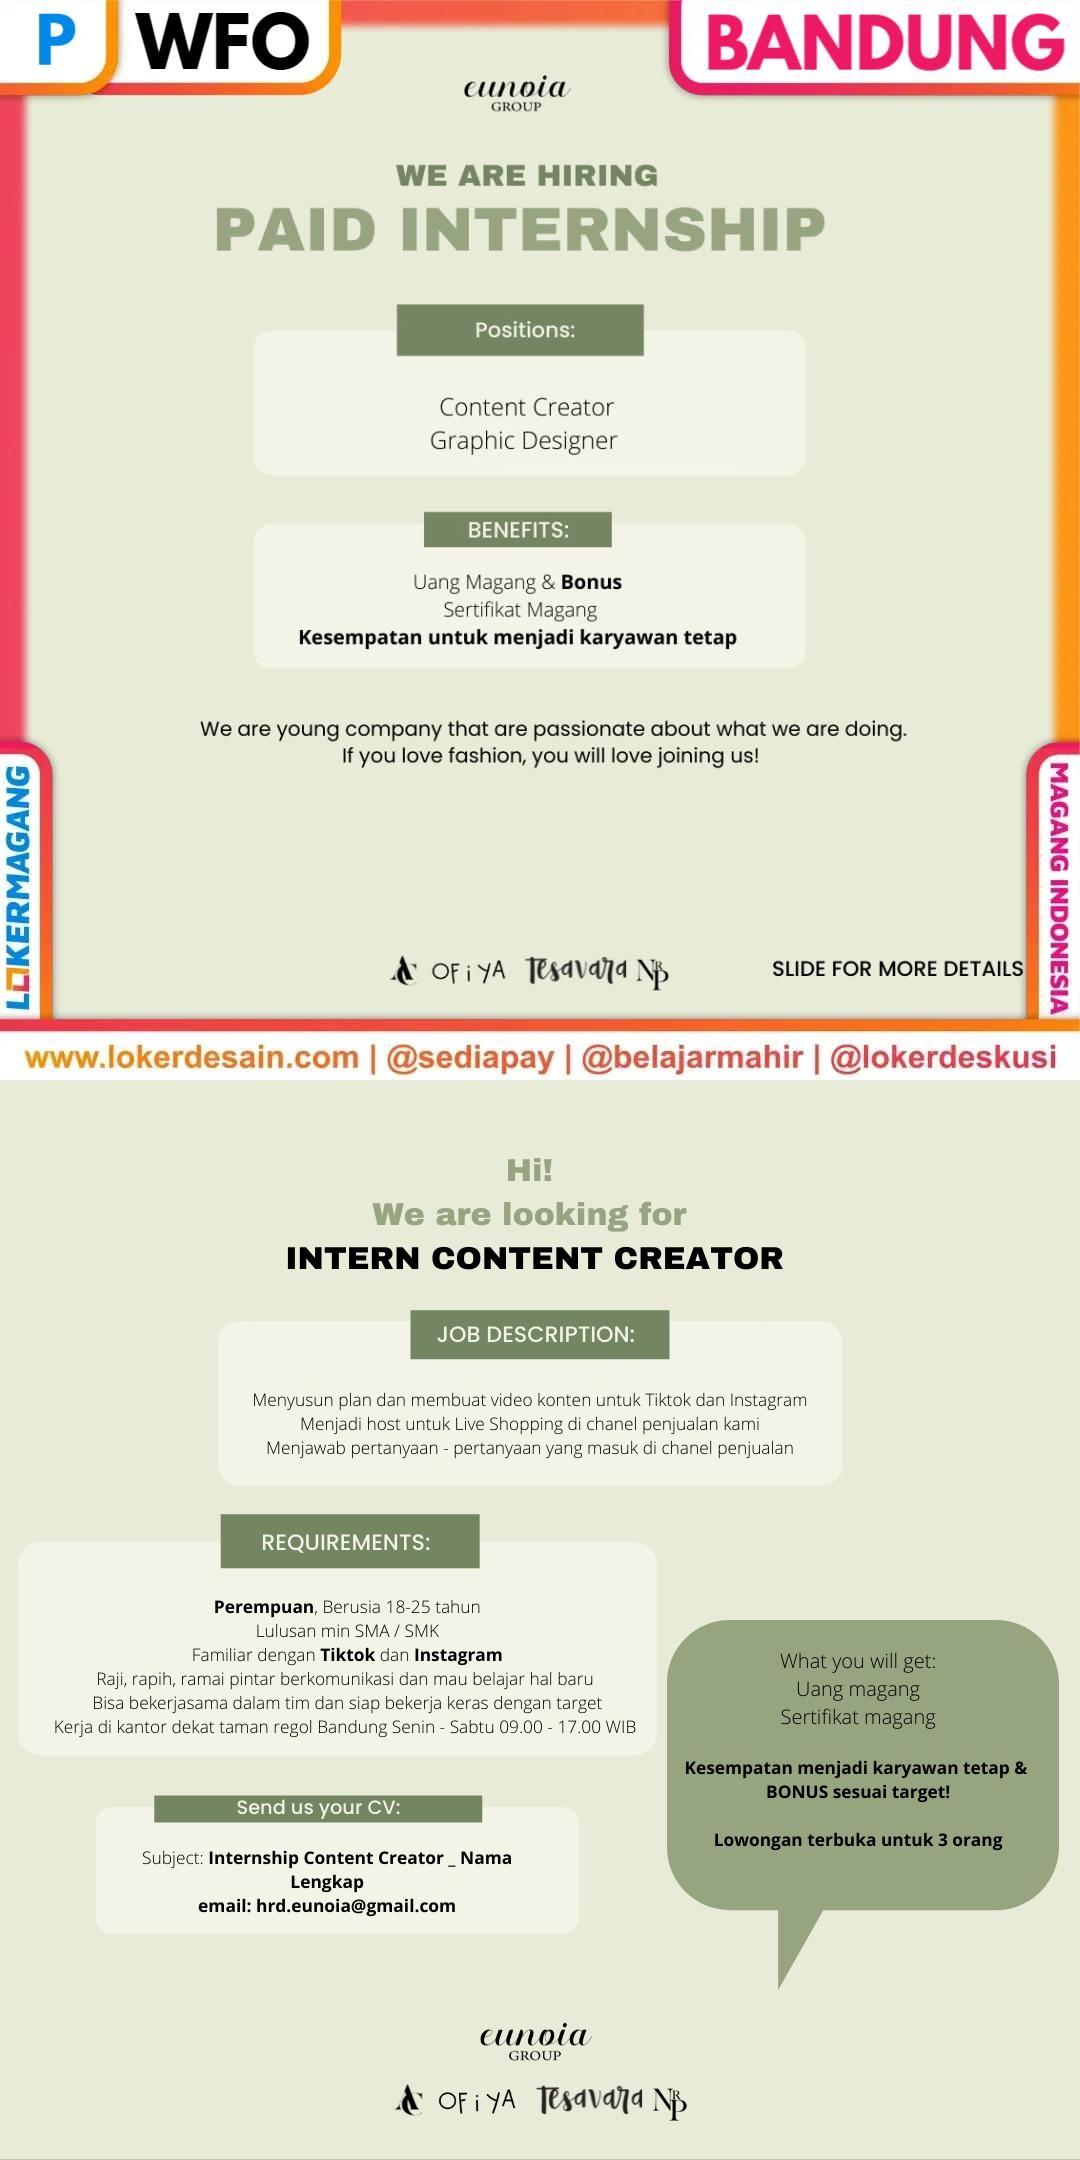 P
WFO
BANDUNG
eunoia
GROUP
WE ARE HIRING
PAID INTERNSHIP
Positions:
Content Creator
Graphic Designer
BENEFITS:
Uang Magang & Bonus
Sertifikat Magang
Kesempatan untuk menjadi karyawan tetap
We are young company that are passionate about what we are doing.
If you love fashion, you will love joining us!
LOKERMAGANG
MAGANG INDONESIA
OFiYA Tesavara NRP
SLIDE FOR MORE DETAILS
www.lokerdesain.com | @sediapay | @belajarmahir | @lokerdeskusi
Hi!
We are looking for
INTERN CONTENT CREATOR
JOB DESCRIPTION:
Menyusun plan dan membuat video konten untuk Tiktok dan Instagram
Menjadi host untuk Live Shopping di chanel penjualan kami
Menjawab pertanyaan - pertanyaan yang masuk di chanel penjualan
REQUIREMENTS:
Perempuan, Berusia 18-25 tahun
Lulusan min SMA / SMK
Familiar dengan Tiktok dan Instagram
Raji, rapih, ramai pintar berkomunikasi dan mau belajar hal baru
Bisa bekerjasama dalam tim dan siap bekerja keras dengan target
Kerja di kantor dekat taman regol Bandung Senin - Sabtu 09.00 - 17.00 WIB
What you will get:
Uang magang
Sertifikat magang
Kesempatan menjadi karyawan tetap &
BONUS sesuai target!
Lowongan terbuka untuk 3 orang
Send us your CV:
Subject: Internship Content Creator _ Nama
Lengkap
email: hrd.eunoia@gmail.com
eunoia
GROUP
OFiYA Tesavara NRP